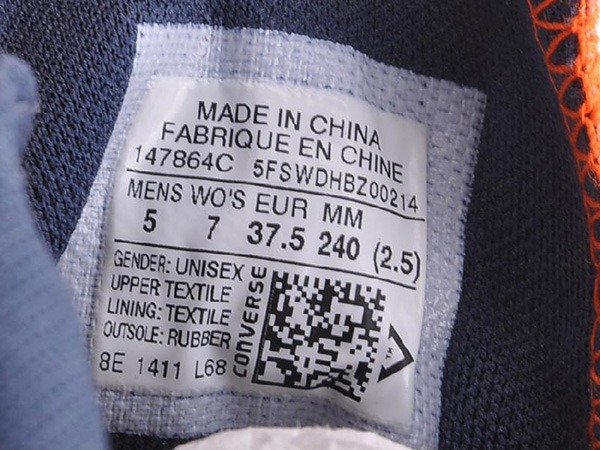 MADE IN CHINA
FABRIQUE EN CHINE
147864C 5FSWDHBZ00214
MENS WO'S EUR MM
5 7 37.5 240 (2.5)
GENDER: UNISEX
UPPER: TEXTILE
LINING: TEXTILE
OUTSOLE: RUBBER
8E 1411 L68
CONVERSE